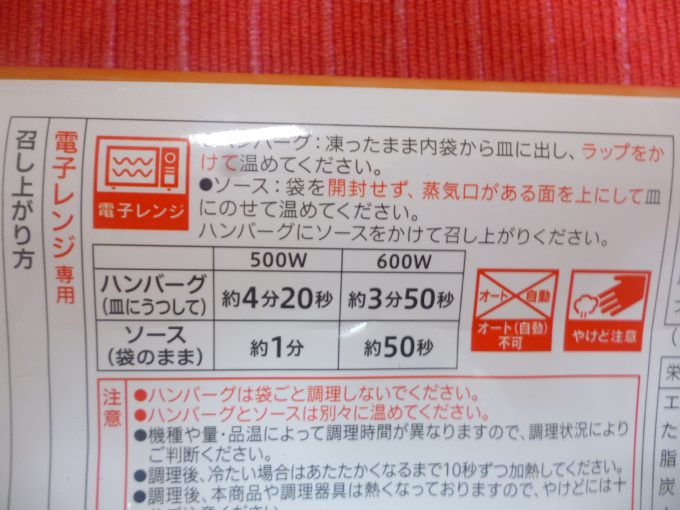 召し上がり方
電子レンジ専用
電子レンジ
ハンバーグ：凍ったまま内袋から皿に出し、ラップをか
けて温めてください。
●ソース：袋を開封せず、蒸気口がある面を上にして皿
にのせて温めてください。
ハンバーグにソースをかけて召し上がりください。
500W 600W
ハンバーグ
(皿にうつして) 約4分20秒 約3分50秒
ソース
(袋のまま) 約1分 約50秒
オート 自動
オート(自動)
不可
やけど注意
注意
●ハンバーグは袋ごと調理しないでください。
●ハンバーグとソースは別々に温めてください。
●機種や量・品温によって調理時間が異なりますので、調理状況により
ご判断ください。
●調理後、冷たい場合はあたたかくなるまで10秒ずつ加熱してください。
●調理後、本商品や調理器具は熱くなっておりますので、やけどには十
栄
エ
た
脂
炭